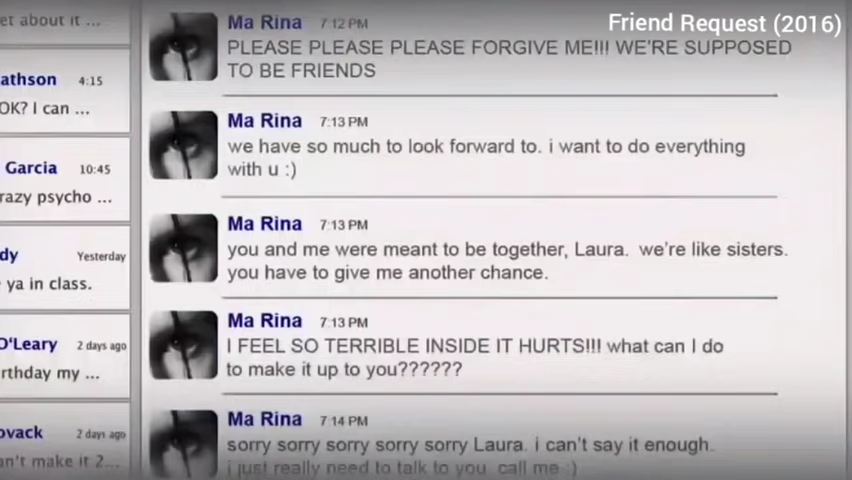 et about it ...
athson 4:15
OK? I can ...
Garcia 10:45
razy psycho ...
dy Yesterday
ya in class.
O'Leary 2 days ago
rthday my ...
ovack 2 days ago
n't make it 2...
Friend Request (2016)
Ma Rina 7:12 PM
PLEASE PLEASE PLEASE FORGIVE ME!!! WE'RE SUPPOSED
TO BE FRIENDS
Ma Rina 7:13 PM
we have so much to look forward to. i want to do everything
with u :)
Ma Rina 7:13 PM
you and me were meant to be together, Laura. we're like sisters.
you have to give me another chance.
Ma Rina 7:13 PM
I FEEL SO TERRIBLE INSIDE IT HURTS!!! what can I do
to make it up to you??????
Ma Rina 7:14 PM
sorry sorry sorry sorry sorry Laura. i can't say it enough.
i just really need to talk to you. call me :)